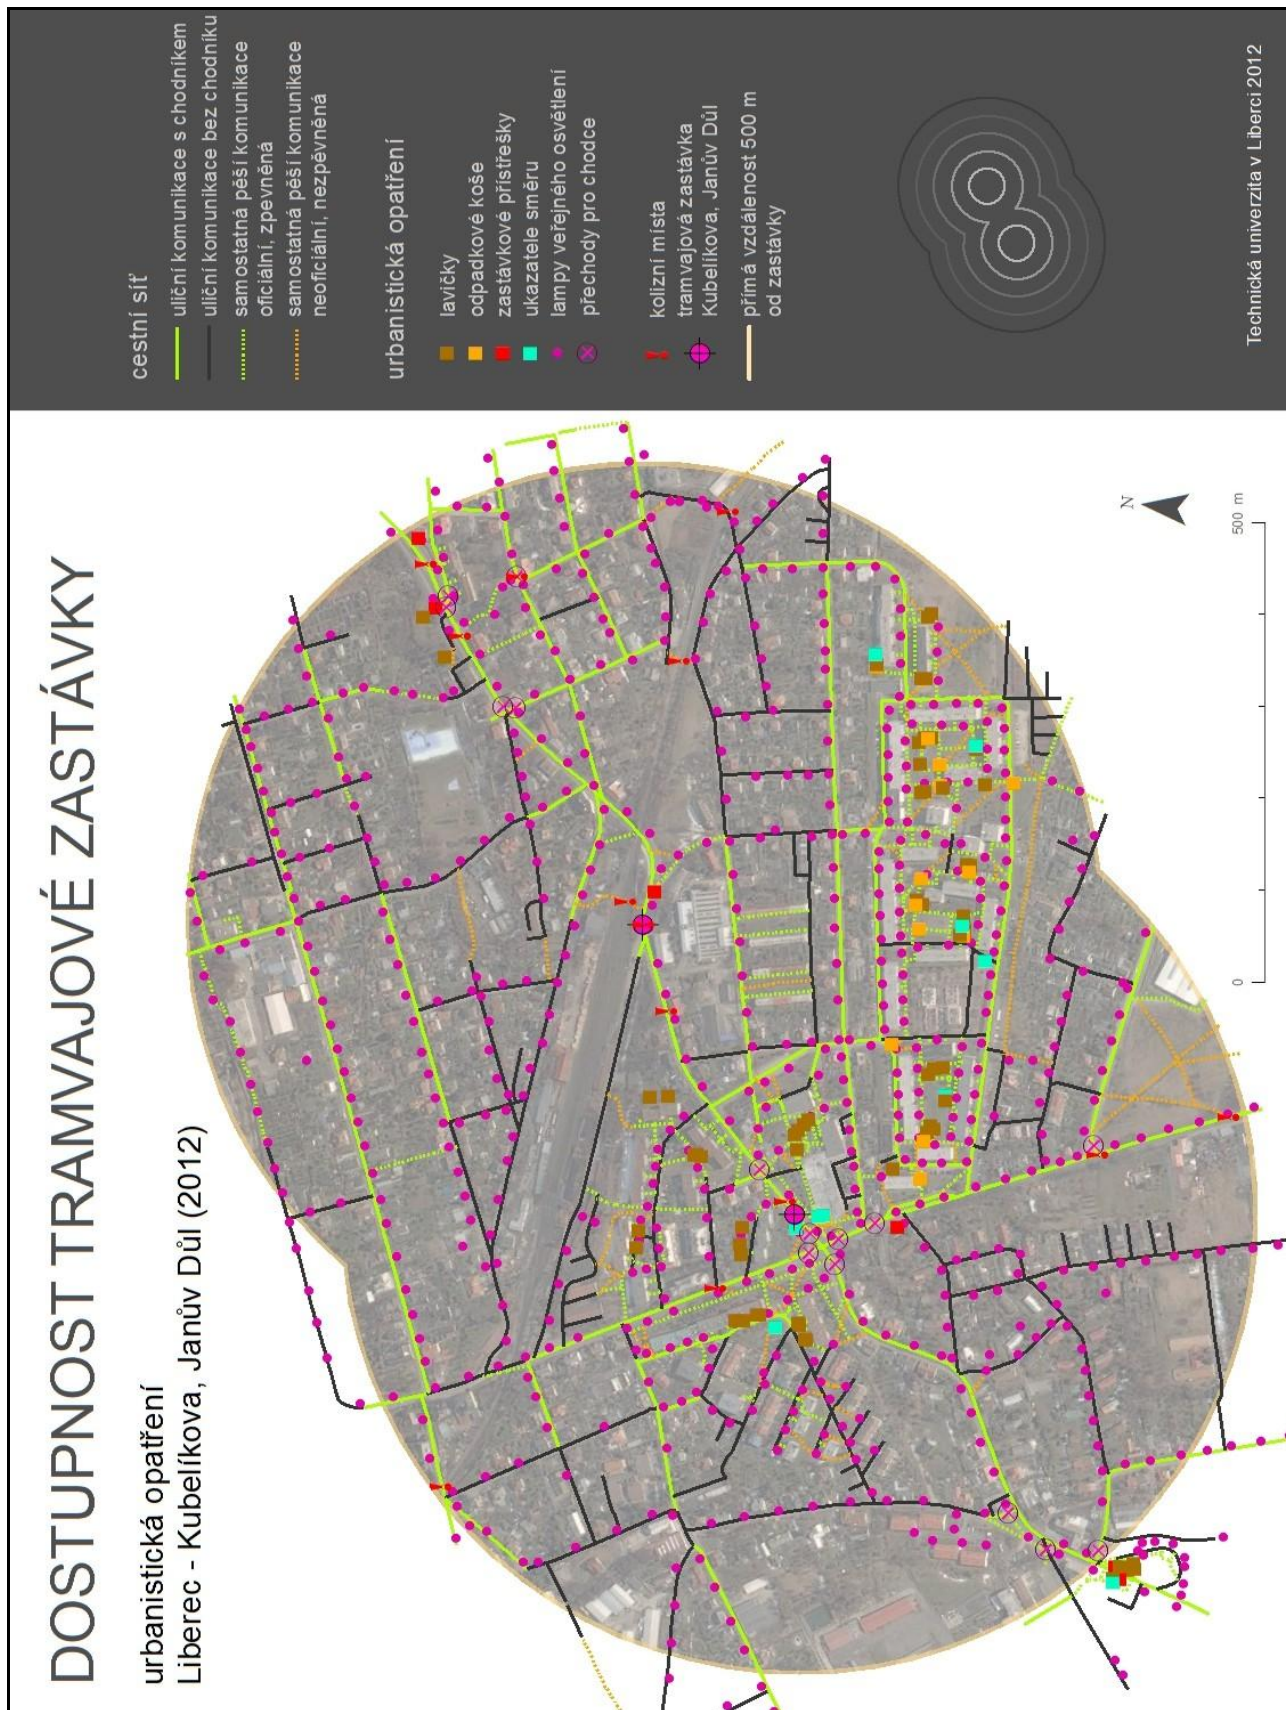 DOSTUPNOST TRAMVAJOVÉ ZASTÁVKY
urbanistická opatření
Liberec - Kubelíkova, Janův Důl (2012)
cestní síť
uliční komunikace s chodníkem
uliční komunikace bez chodníku
samostatná pěší komunikace
oficiální, zpevněná
samostatná pěší komunikace
neoficiální, nezpěvněná
urbanistická opatření
lavičky
odpadkové koše
zastávkové přístřešky
ukazatele směru
lampy veřejného osvětlení
přechody pro chodce
kolizní místa
tramvajová zastávka
Kubelíkova, Janův Důl
přímá vzdálenost 500 m
od zastávky
N
0 500 m
Technická univerzita v Liberci 2012